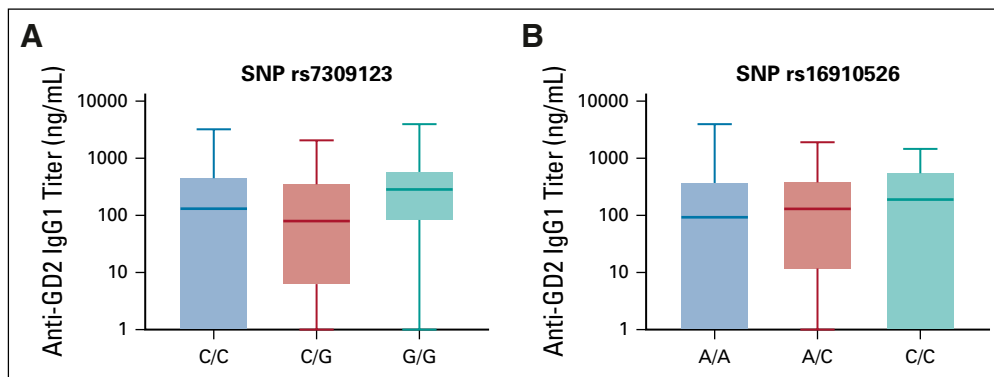 A
SNP rs7309123
Anti-GD2 IgG1 Titer (ng/mL)
10000
1000
100
10
1
C/C
C/G
G/G
B
SNP rs16910526
Anti-GD2 IgG1 Titer (ng/mL)
10000
1000
100
10
1
A/A
A/C
C/C